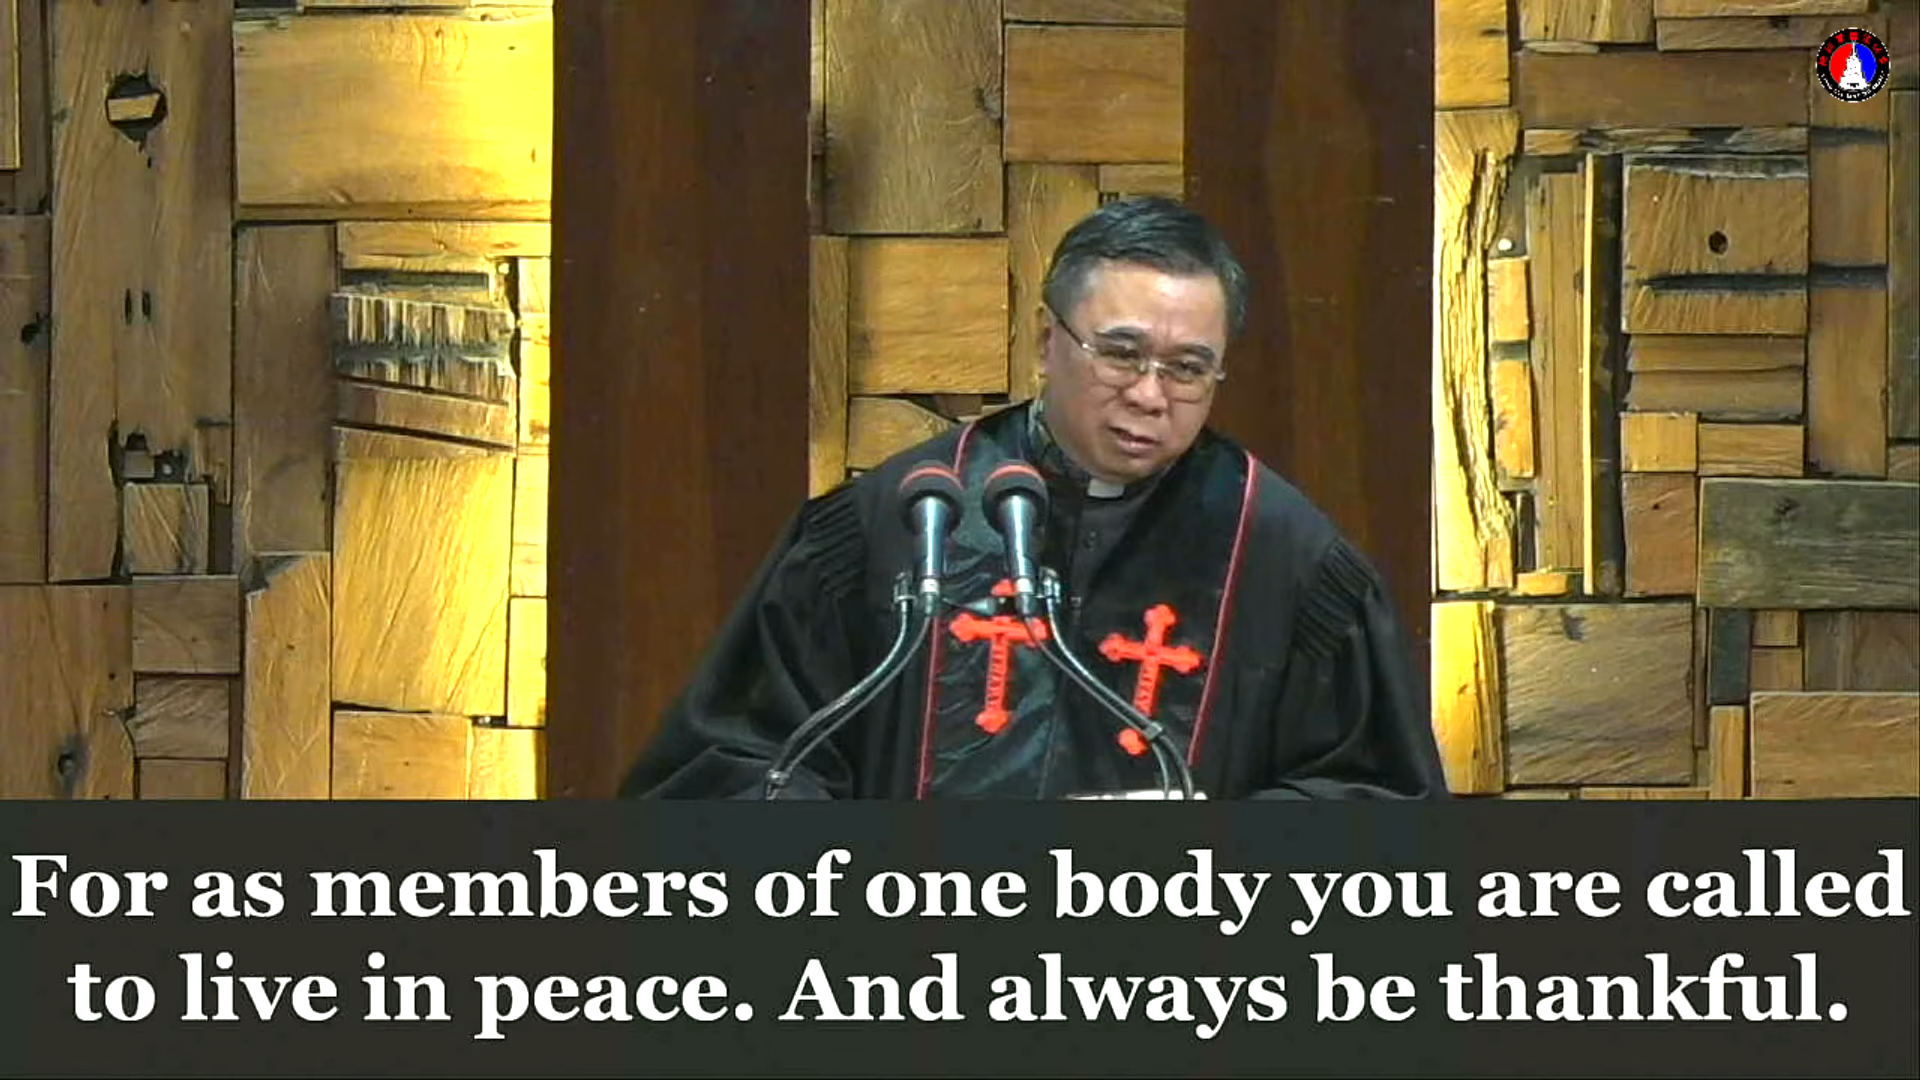 For as members of one body you are called
to live in peace. And always be thankful.